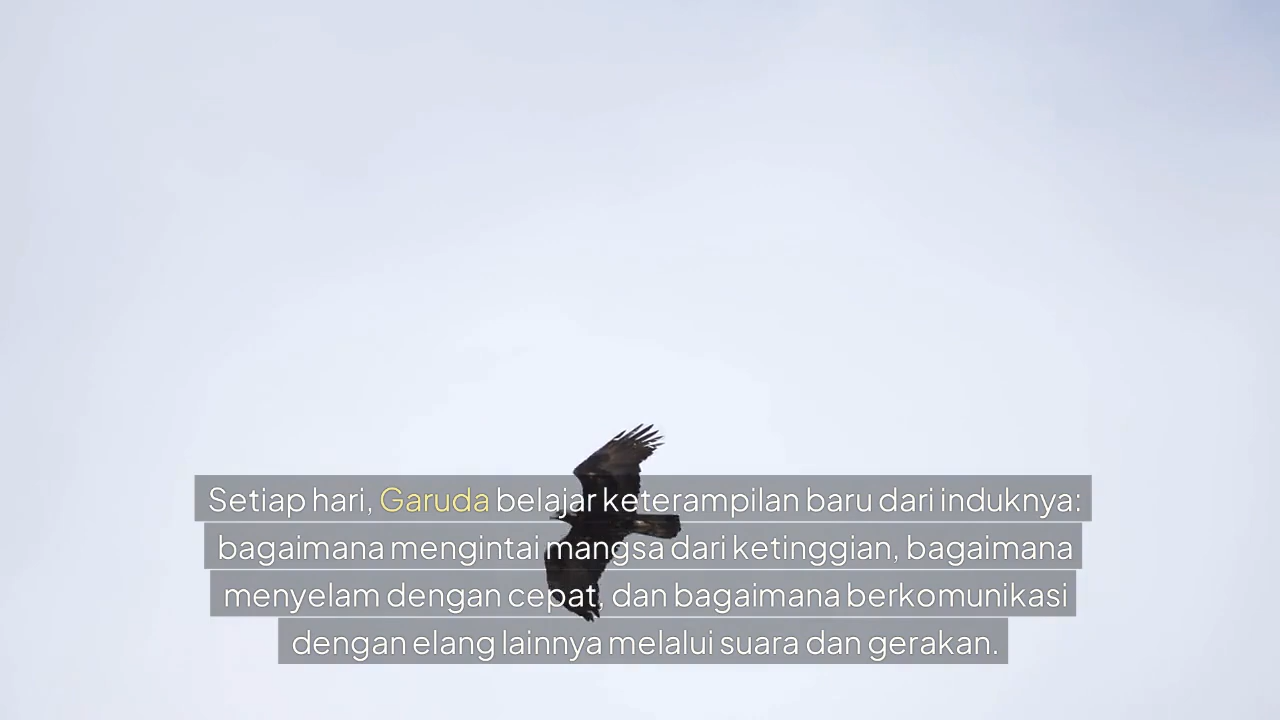 Setiap hari, Garuda belajar keterampilan baru dari induknya:
bagaimana mengintai mangsa dari ketinggian, bagaimana
menyelam dengan cepat, dan bagaimana berkomunikasi
dengan elang lainnya melalui suara dan gerakan.